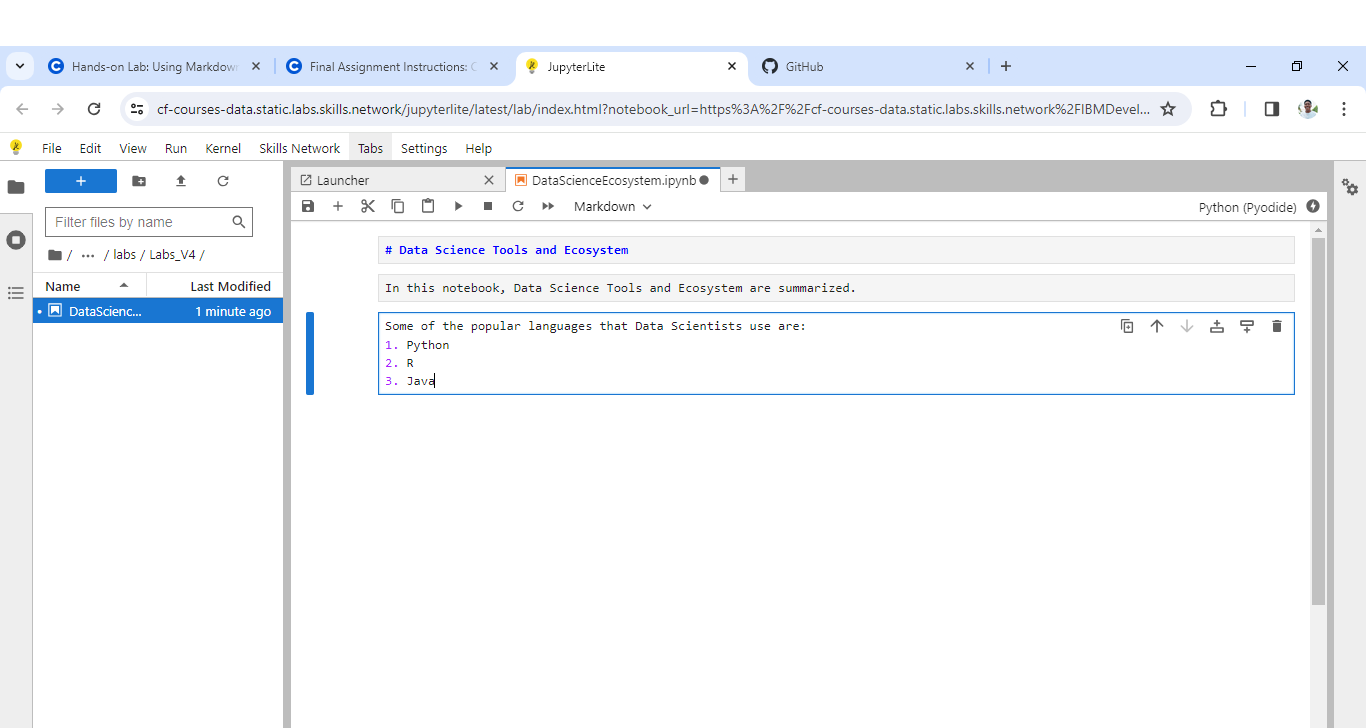 Hands-on Lab: Using Markdow
Final Assignment Instructions: C
JupyterLite
GitHub
cf-courses-data.static.labs.skills.network/jupyterlite/latest/lab/index.html?notebook_url=https%3A%2F%2Fcf-courses-data.static.labs.skills.network%2FIBMDevel...
File Edit View Run Kernel Skills Network Tabs Settings Help
Launcher
DataScienceEcosystem.ipynb
Markdown
Python (Pyodide)
Filter files by name
/ ... / labs / Labs_V4 /
Name Last Modified
DataScienc... 1 minute ago
# Data Science Tools and Ecosystem
In this notebook, Data Science Tools and Ecosystem are summarized.
Some of the popular languages that Data Scientists use are:
1. Python
2. R
3. Java